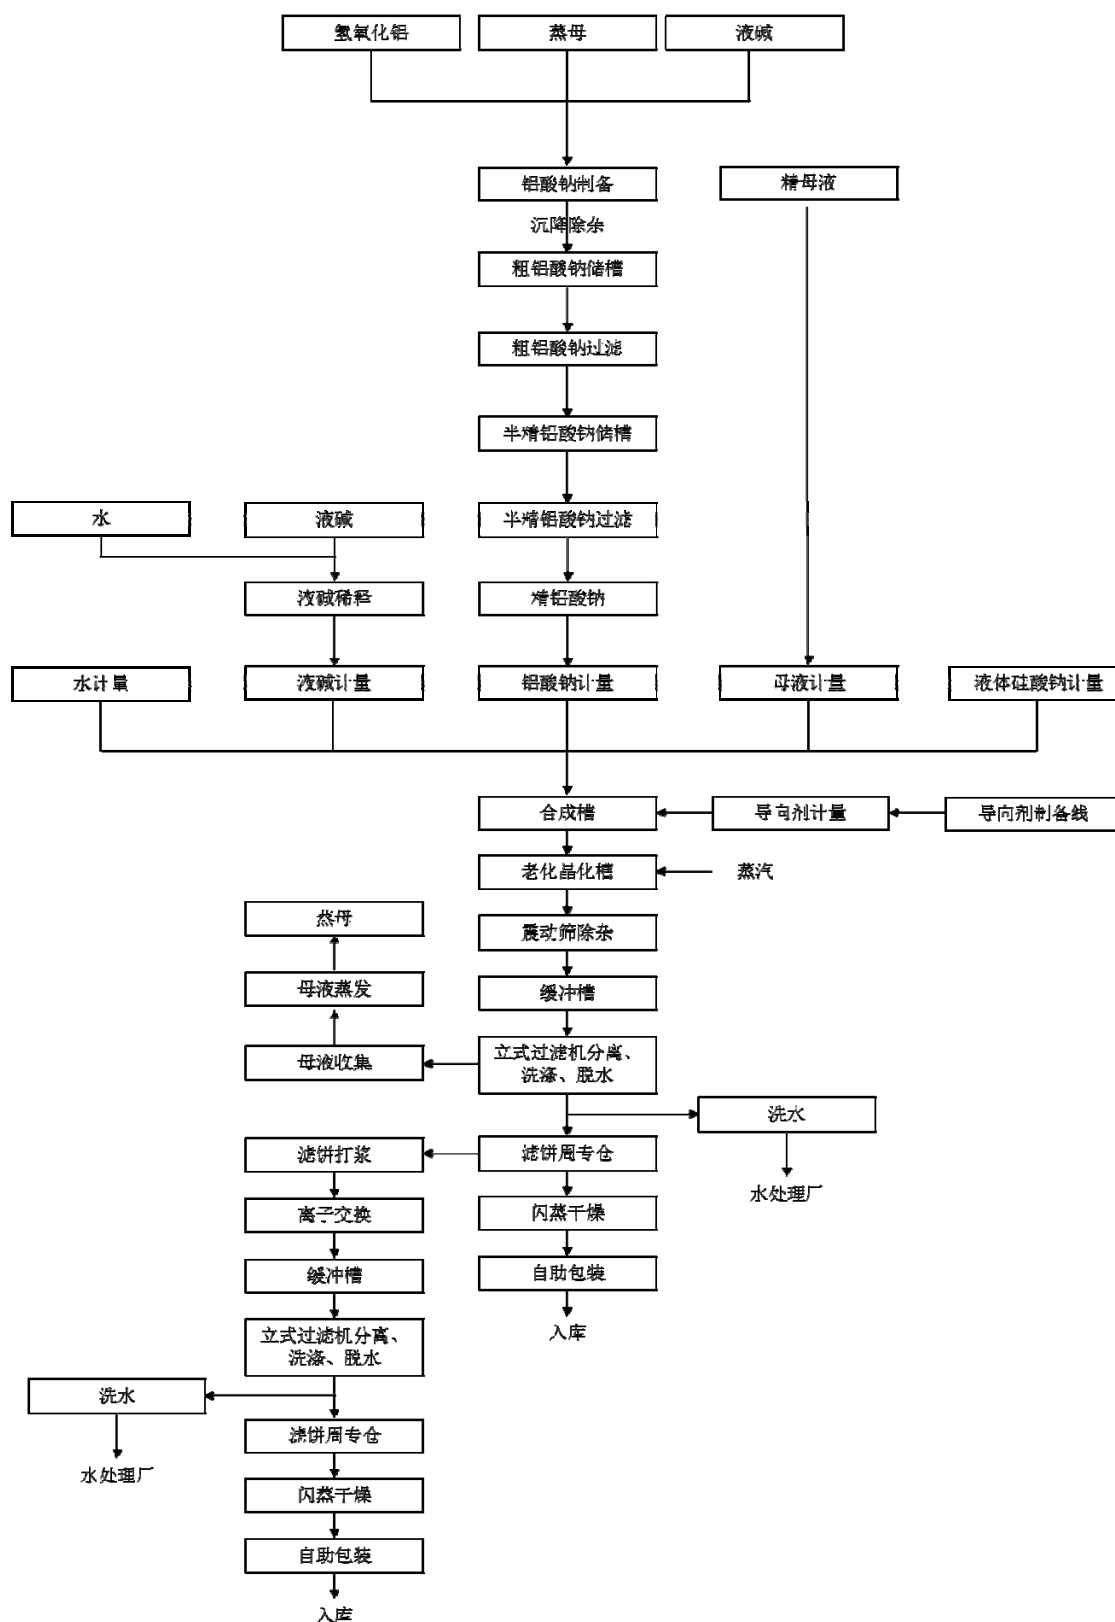 氢氧化铝
蒸母
液碱
铝酸钠制备
精母液
沉降除杂
粗铝酸钠储槽
粗铝酸钠过滤
半精铝酸钠储槽
水
液碱
半精铝酸钠过滤
液碱稀释
精铝酸钠
水计量
液碱计量
铝酸钠计量
母液计量
液体硅酸钠计量
合成槽
导向剂计量
导向剂制备线
老化晶化槽
蒸汽
蒸母
震动筛除杂
母液蒸发
缓冲槽
母液收集
立式过滤机分离、
洗涤、脱水
洗水
滤饼打浆
滤饼周专仓
水处理厂
离子交换
闪蒸干燥
缓冲槽
自助包装
入库
立式过滤机分离、
洗涤、脱水
洗水
滤饼周专仓
水处理厂
闪蒸干燥
自助包装
入库